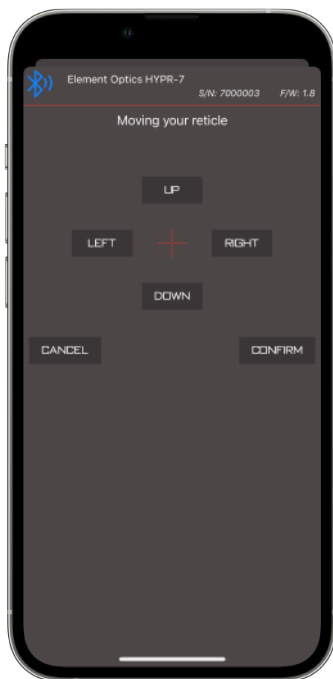 Element Optics HYPR-7
S/N: 7000003 F/W: 1.8
Moving your reticle
UP
LEFT RIGHT
DOWN
CANCEL CONFIRM